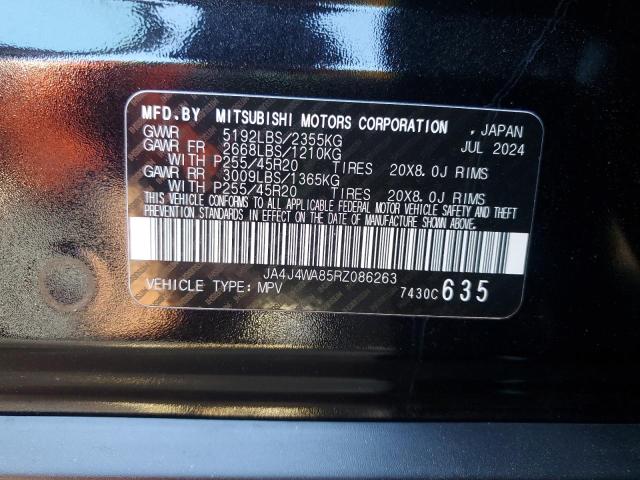 MFD.BY MITSUBISHI MOTORS CORPORATION , JAPAN
GVWR 5192LBS/2355KG JUL 2024
GAWR FR 2668LBS/1210KG
WITH P255/45R20 TIRES 20X8.0J RIMS
GAWR RR 3009LBS/1365KG
WITH P255/45R20 TIRES 20X8.0J RIMS
THIS VEHICLE CONFORMS TO ALL APPLICABLE FEDERAL MOTOR VEHICLE SAFETY AND THEFT
PREVENTION STANDARDS IN EFFECT ON THE DATE OF MANUFACTURE SHOWN ABOVE.
JA4J4WA85RZ086263
VEHICLE TYPE: MPV 7430C 635